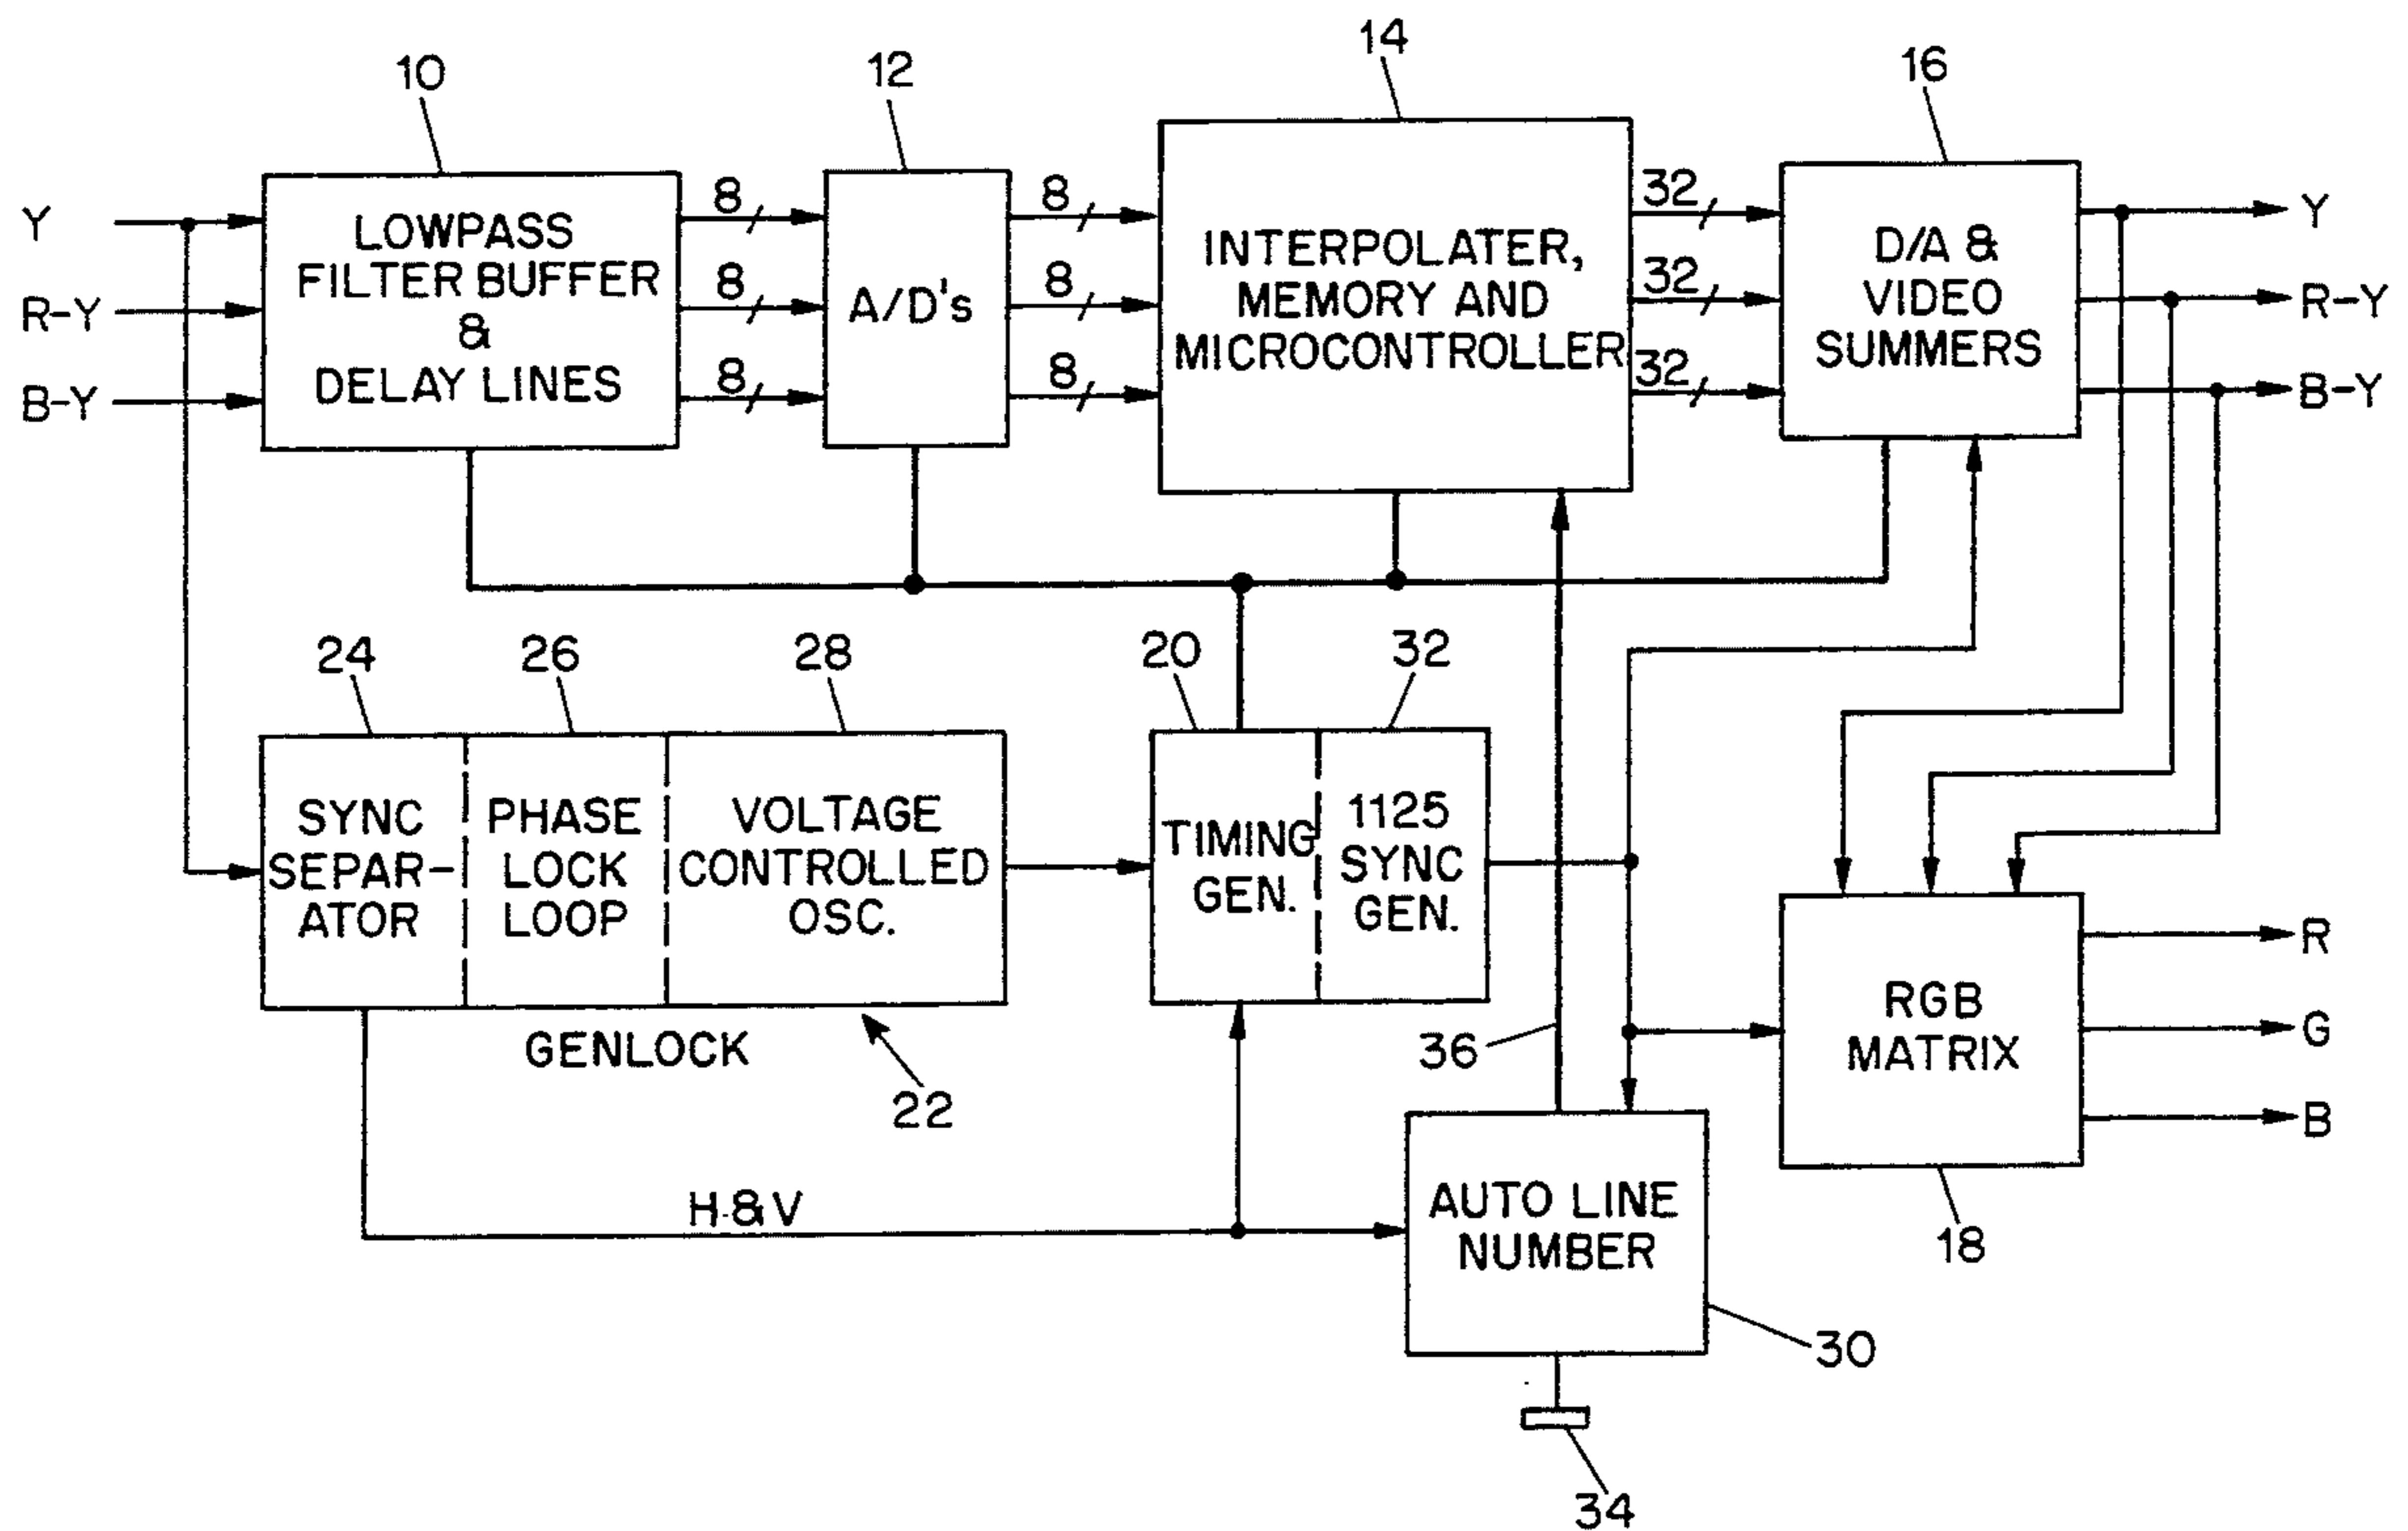 10
12
14
16
Y
R-Y
B-Y
LOWPASS
FILTER BUFFER
&
DELAY LINES
8
8
8
A/D's
8
8
8
INTERPOLATER,
MEMORY AND
MICROCONTROLLER
32
32
32
D/A &
VIDEO
SUMMERS
Y
R-Y
B-Y
24
26
28
20
32
SYNC
SEPAR-
ATOR
PHASE
LOCK
LOOP
VOLTAGE
CONTROLLED
OSC.
TIMING
GEN.
1125
SYNC
GEN.
GENLOCK
22
36
RGB
MATRIX
R
G
B
18
H & V
AUTO LINE
NUMBER
30
34